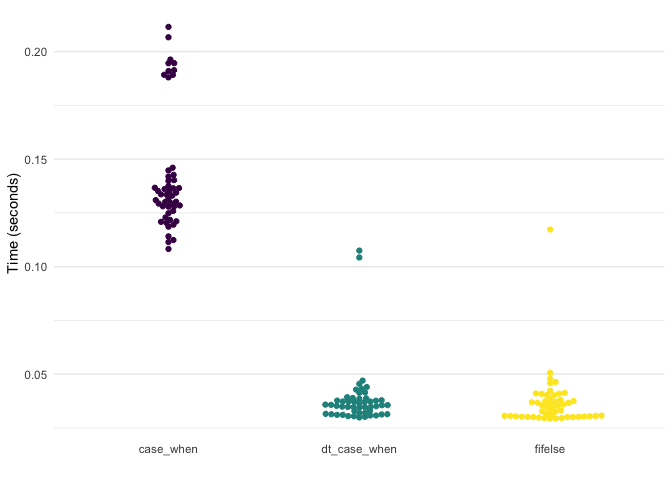 0.20
0.15
0.10
0.05
Time (seconds)
case_when
dt_case_when
fifelse